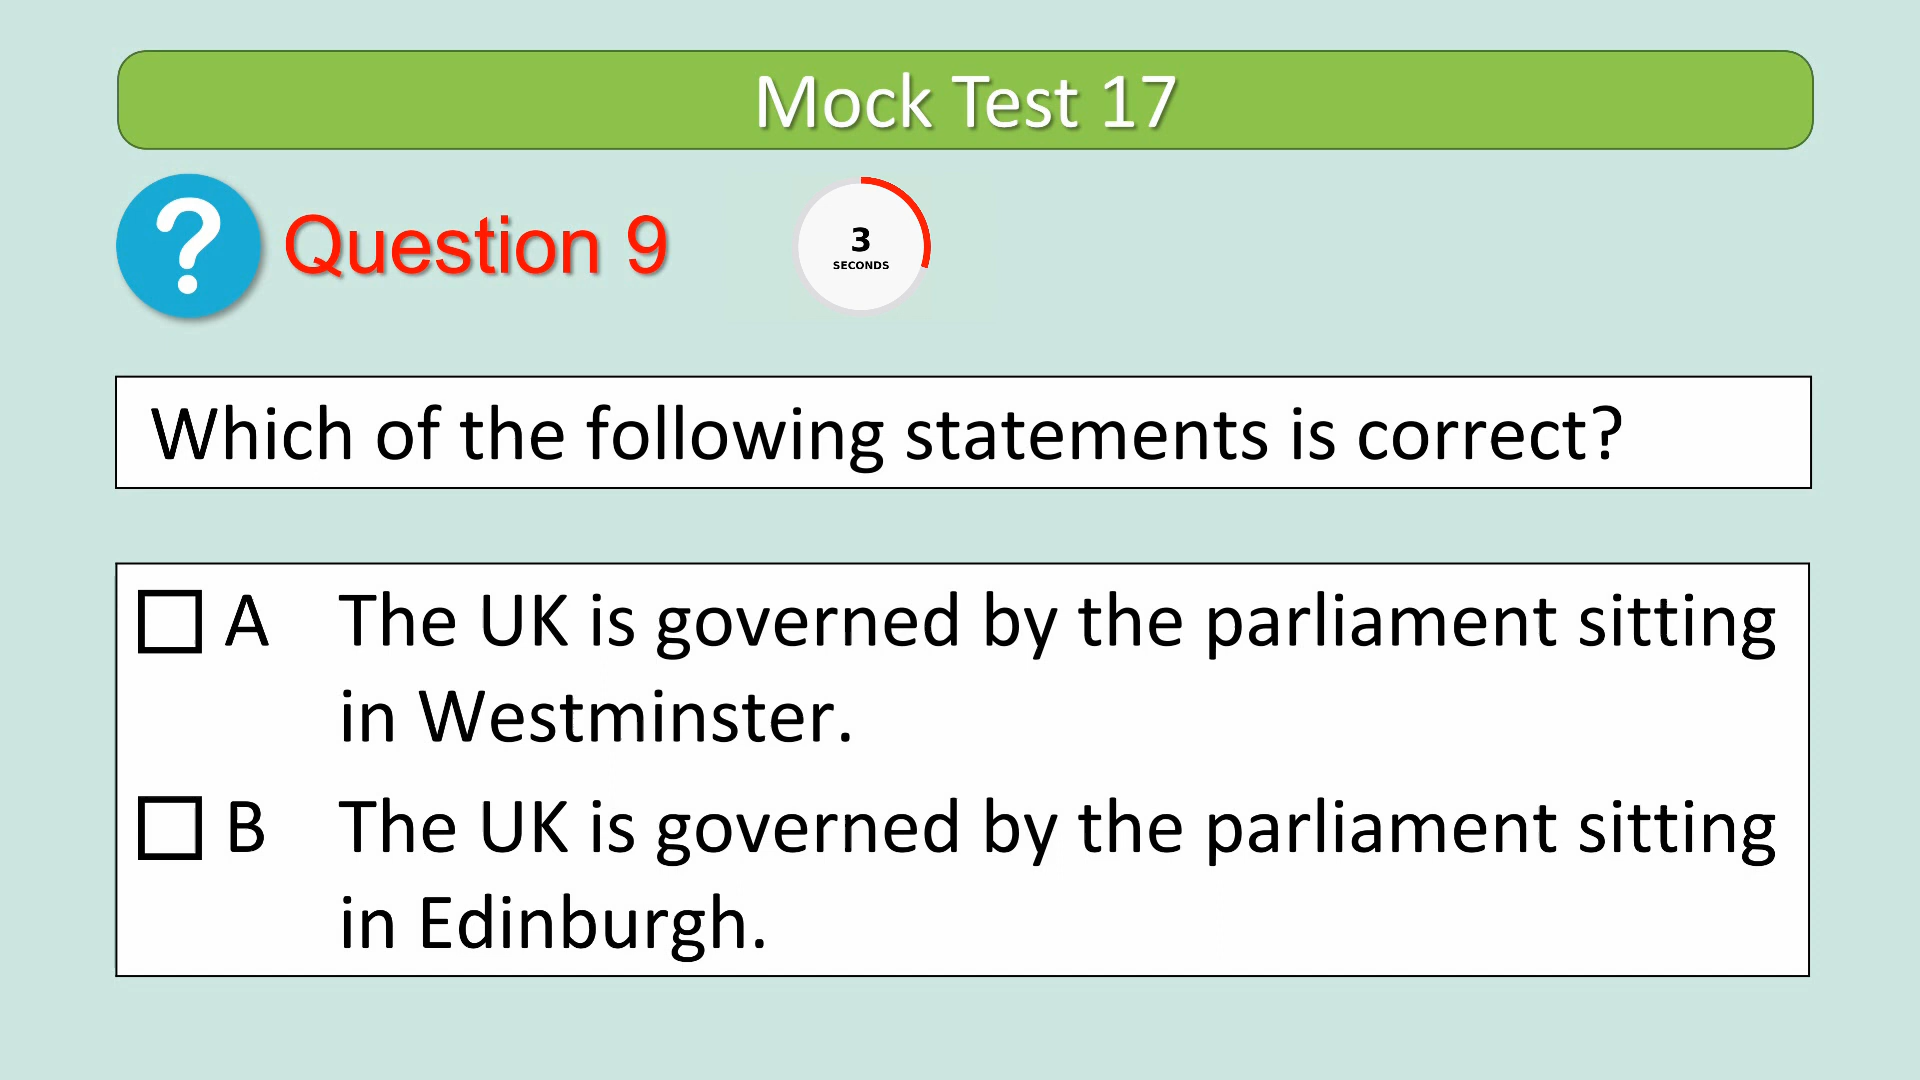 Mock Test 17
? Question 9
3
SECONDS
Which of the following statements is correct?
A The UK is governed by the parliament sitting
in Westminster.
B The UK is governed by the parliament sitting
in Edinburgh.